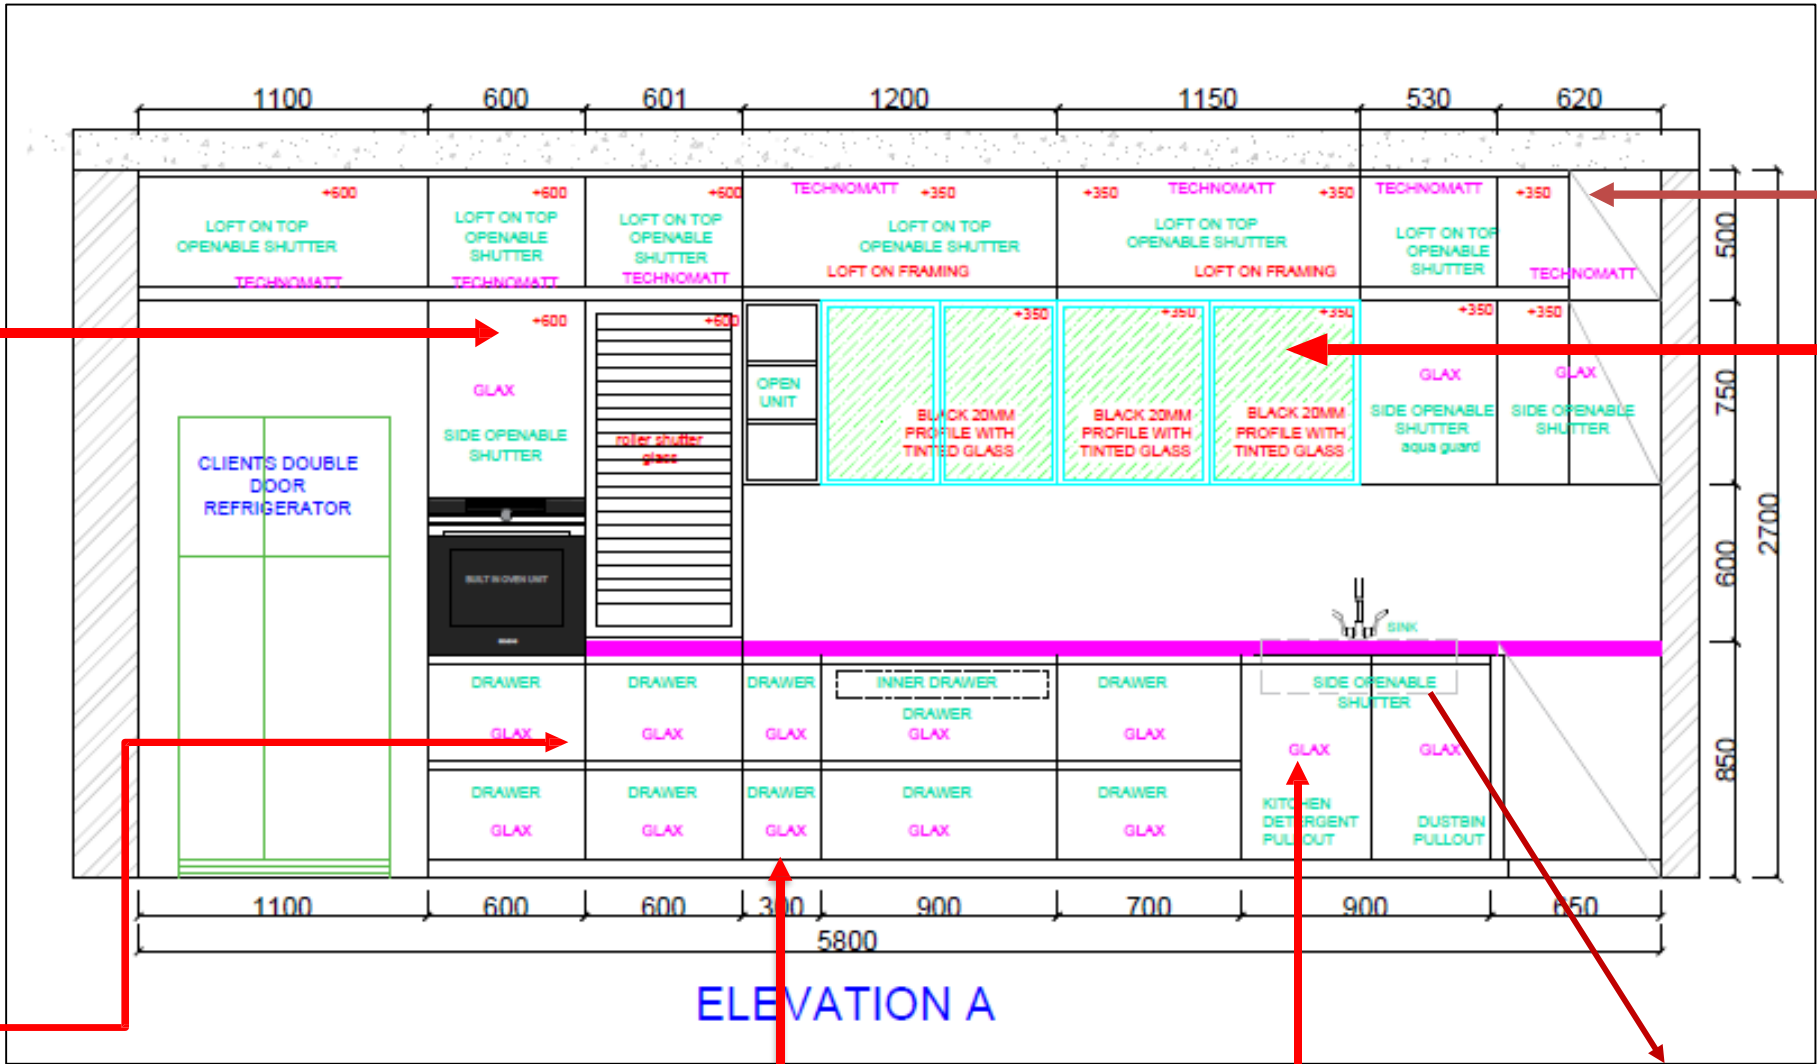 1100 600 601 1200 1150 530 620
+600 +600 +600 TECHNOMATT +350 +350 TECHNOMATT +350 TECHNOMATT +350
LOFT ON TOP
OPENABLE SHUTTER
TECHNOMATT
LOFT ON TOP
OPENABLE
SHUTTER
TECHNOMATT
LOFT ON TOP
OPENABLE
SHUTTER
TECHNOMATT
LOFT ON TOP
OPENABLE SHUTTER
LOFT ON FRAMING
LOFT ON TOP
OPENABLE SHUTTER
LOFT ON FRAMING
LOFT ON TOP
OPENABLE
SHUTTER
TECHNOMATT
500
+600 +600 +350 +350 +350 +350 +350
GLAX
SIDE OPENABLE
SHUTTER
roller shutter
glass
OPEN
UNIT
BLACK 20MM
PROFILE WITH
TINTED GLASS
BLACK 20MM
PROFILE WITH
TINTED GLASS
BLACK 20MM
PROFILE WITH
TINTED GLASS
GLAX
SIDE OPENABLE
SHUTTER
aqua guard
GLAX
SIDE OPENABLE
SHUTTER
750
CLIENTS DOUBLE
DOOR
REFRIGERATOR
BUILT IN OVEN UNIT
2700
600
SINK
DRAWER
GLAX
DRAWER
GLAX
DRAWER
GLAX
INNER DRAWER
DRAWER
GLAX
DRAWER
GLAX
SIDE OPENABLE
SHUTTER
GLAX GLAX
850
DRAWER
GLAX
DRAWER
GLAX
DRAWER
GLAX
DRAWER
GLAX
DRAWER
GLAX
KITCHEN
DETERGENT
PULLOUT
DUSTBIN
PULLOUT
1100 600 600 300 900 700 900 650
5800
ELEVATION A